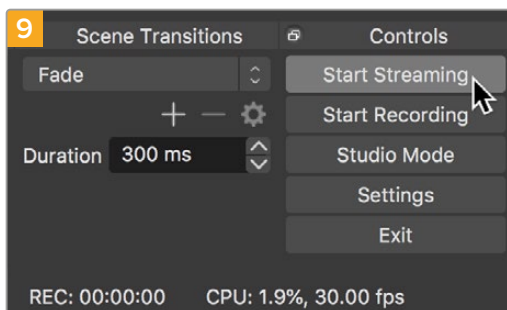 9
Scene Transitions
Controls
Fade
Duration 300 ms
Start Streaming
Start Recording
Studio Mode
Settings
Exit
REC: 00:00:00 CPU: 1.9%, 30.00 fps